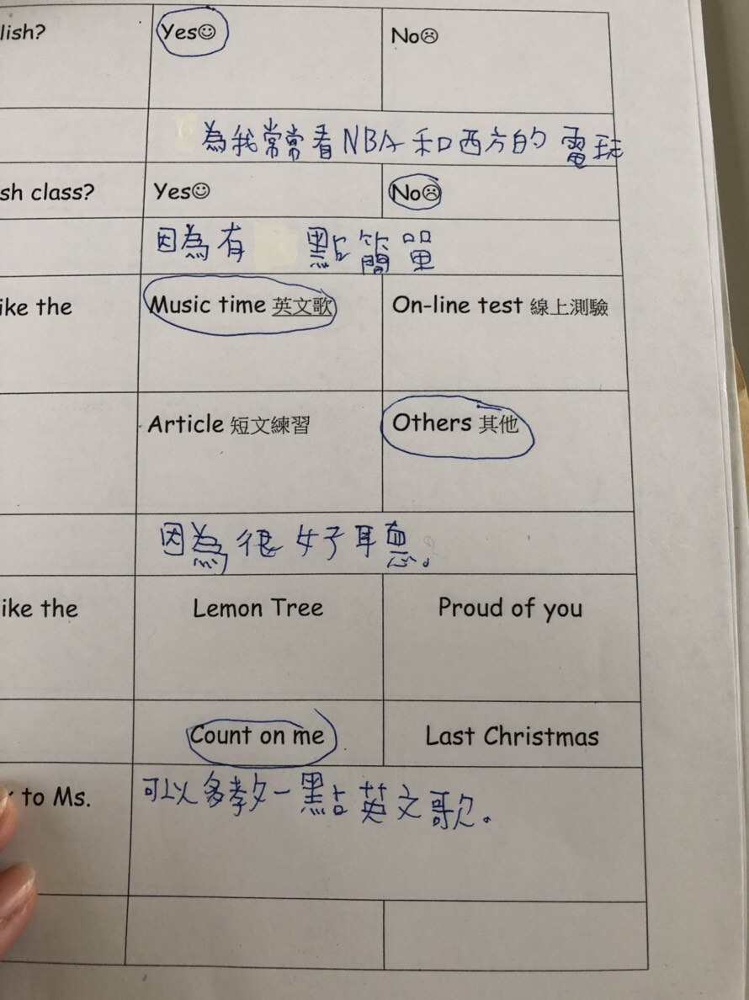 lish? Yes☺ No☹
為我常常看NBA和西方的電玩
sh class? Yes☺ No☹
因為有點簡單
ike the Music time 英文歌 On-line test 線上測驗
Article 短文練習 Others 其他
因為很好聽。
ike the Lemon Tree Proud of you
Count on me Last Christmas
to Ms. 可以多教一點英文歌。